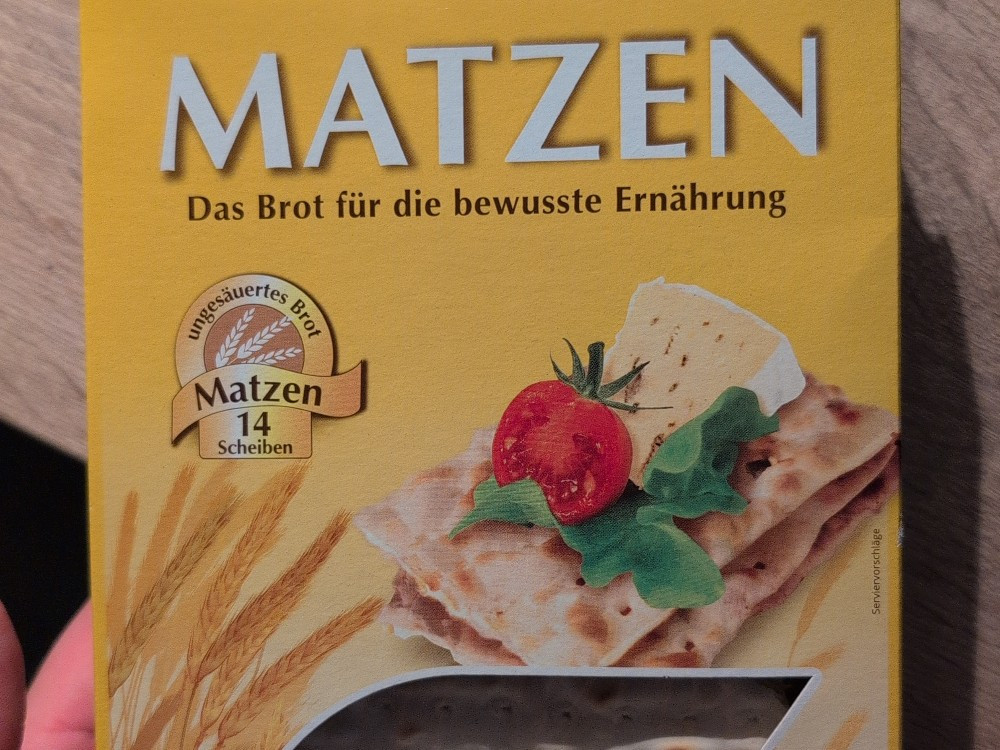 MATZEN
Das Brot für die bewusste Ernährung
ungesäuertes Brot
Matzen
14
Scheiben
Serviervorschläge